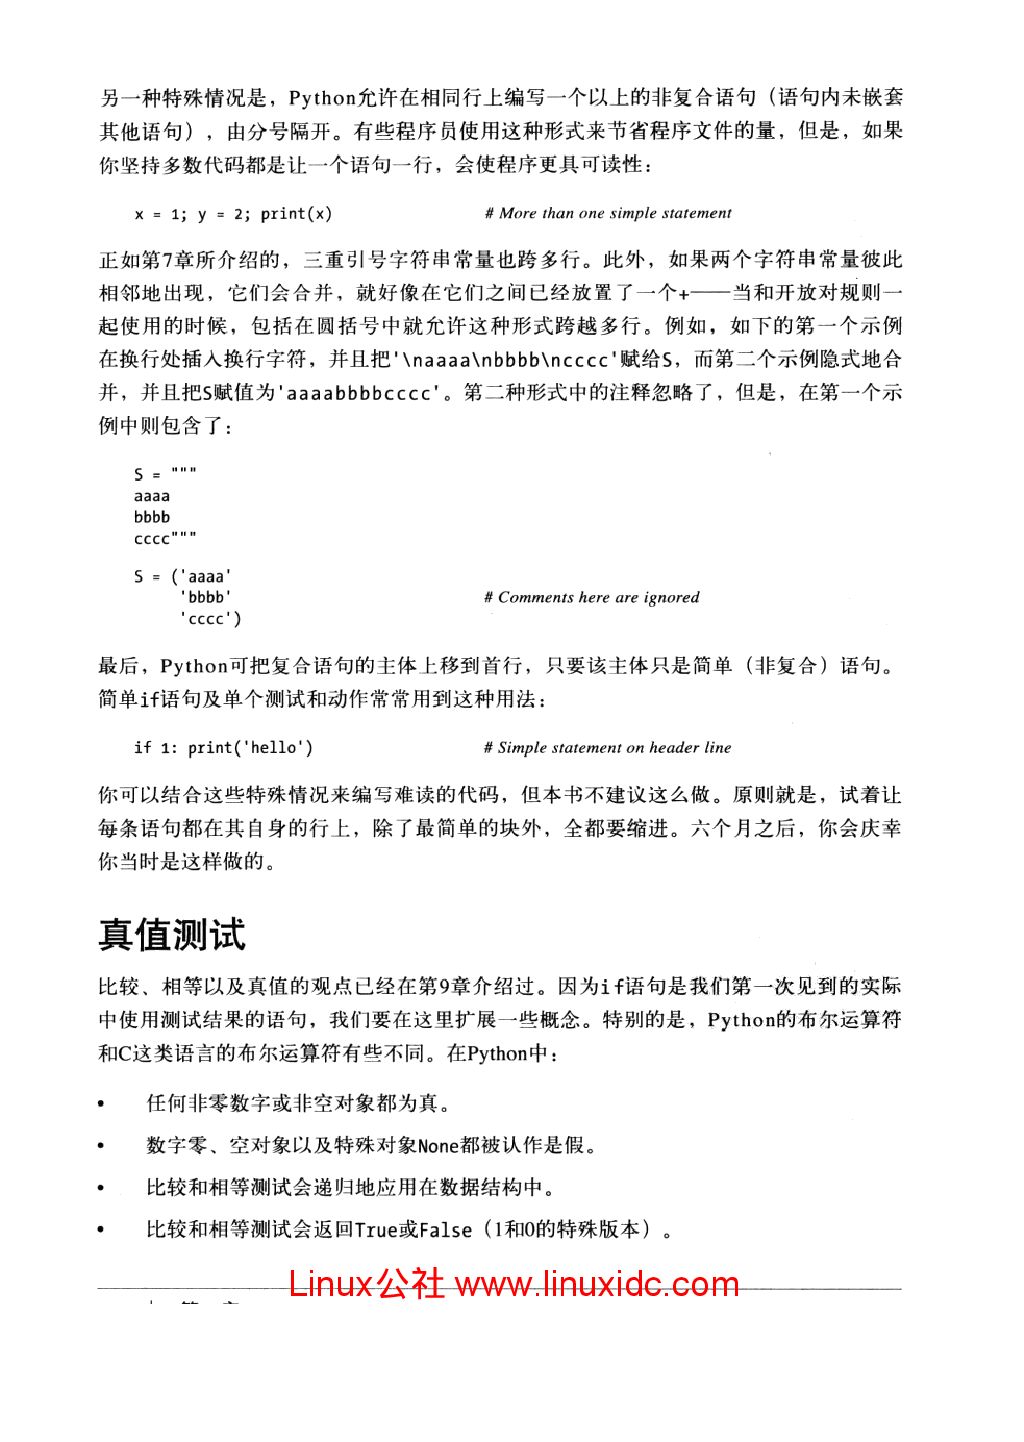 另一种特殊情况是，Python允许在相同行上编写一个以上的非复合语句（语句内未嵌套
其他语句），由分号隔开。有些程序员使用这种形式来节省程序文件的量，但是，如果
你坚持多数代码都是让一个语句一行，会使程序更具可读性：
x = 1; y = 2; print(x) # More than one simple statement
正如第7章所介绍的，三重引号字符串常量也跨多行。此外，如果两个字符串常量彼此
相邻地出现，它们会合并，就好像在它们之间已经放置了一个+——当和开放对规则一
起使用的时候，包括在圆括号中就允许这种形式跨越多行。例如，如下的第一个示例
在换行处插入换行字符，并且把'\naaaa\nbbbb\ncccc'赋给S，而第二个示例隐式地合
并，并且把S赋值为'aaaabbbbcccc'。第二种形式中的注释忽略了，但是，在第一个示
例中则包含了：
S = """
aaaa
bbbb
cccc"""
S = ('aaaa'
'bbbb' # Comments here are ignored
'cccc')
最后，Python可把复合语句的主体上移到首行，只要该主体只是简单（非复合）语句。
简单if语句及单个测试和动作常常用到这种用法：
if 1: print('hello') # Simple statement on header line
你可以结合这些特殊情况来编写难读的代码，但本书不建议这么做。原则就是，试着让
每条语句都在其自身的行上，除了最简单的块外，全都要缩进。六个月之后，你会庆幸
你当时是这样做的。
真值测试
比较、相等以及真值的观点已经在第9章介绍过。因为if语句是我们第一次见到的实际
中使用测试结果的语句，我们要在这里扩展一些概念。特别的是，Python的布尔运算符
和C这类语言的布尔运算符有些不同。在Python中：
• 任何非零数字或非空对象都为真。
• 数字零、空对象以及特殊对象None都被认作是假。
• 比较和相等测试会递归地应用在数据结构中。
• 比较和相等测试会返回True或False（1和0的特殊版本）。
Linux公社 www.linuxidc.com